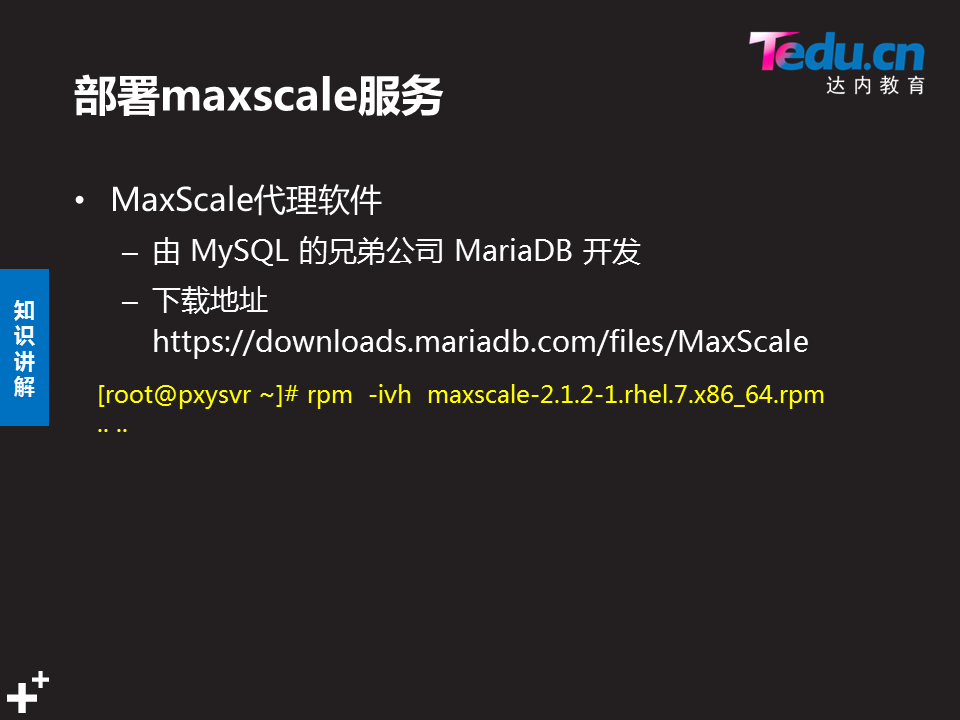 Tedu.cn
达内教育
部署maxscale服务
• MaxScale代理软件
– 由 MySQL 的兄弟公司 MariaDB 开发
– 下载地址
https://downloads.mariadb.com/files/MaxScale
知识讲解
[root@pxysvr ~]# rpm  -ivh  maxscale-2.1.2-1.rhel.7.x86_64.rpm
.. ..